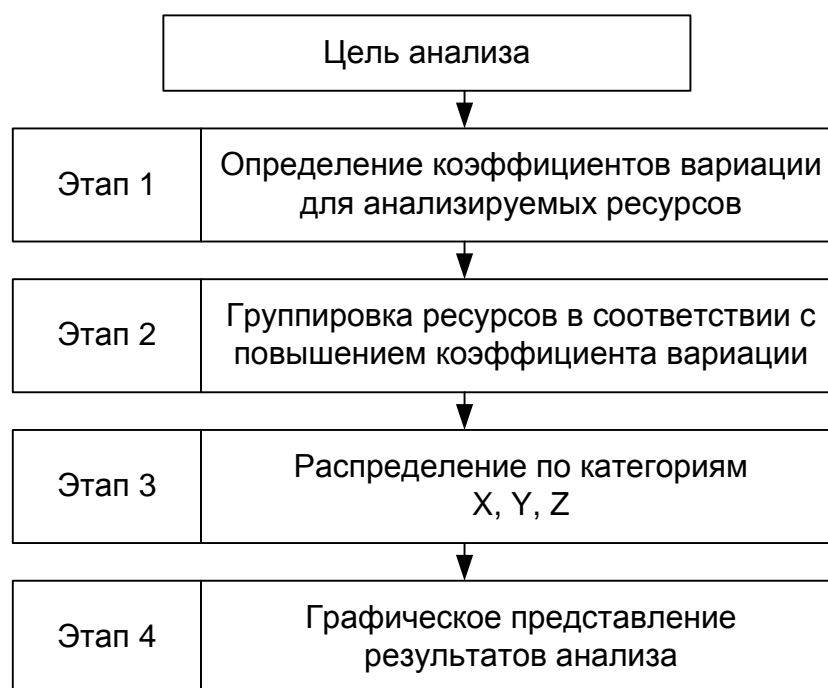 Цель анализа
Этап 1
Определение коэффициентов вариации
для анализируемых ресурсов
Этап 2
Группировка ресурсов в соответствии с
повышением коэффициента вариации
Этап 3
Распределение по категориям
X, Y, Z
Этап 4
Графическое представление
результатов анализа